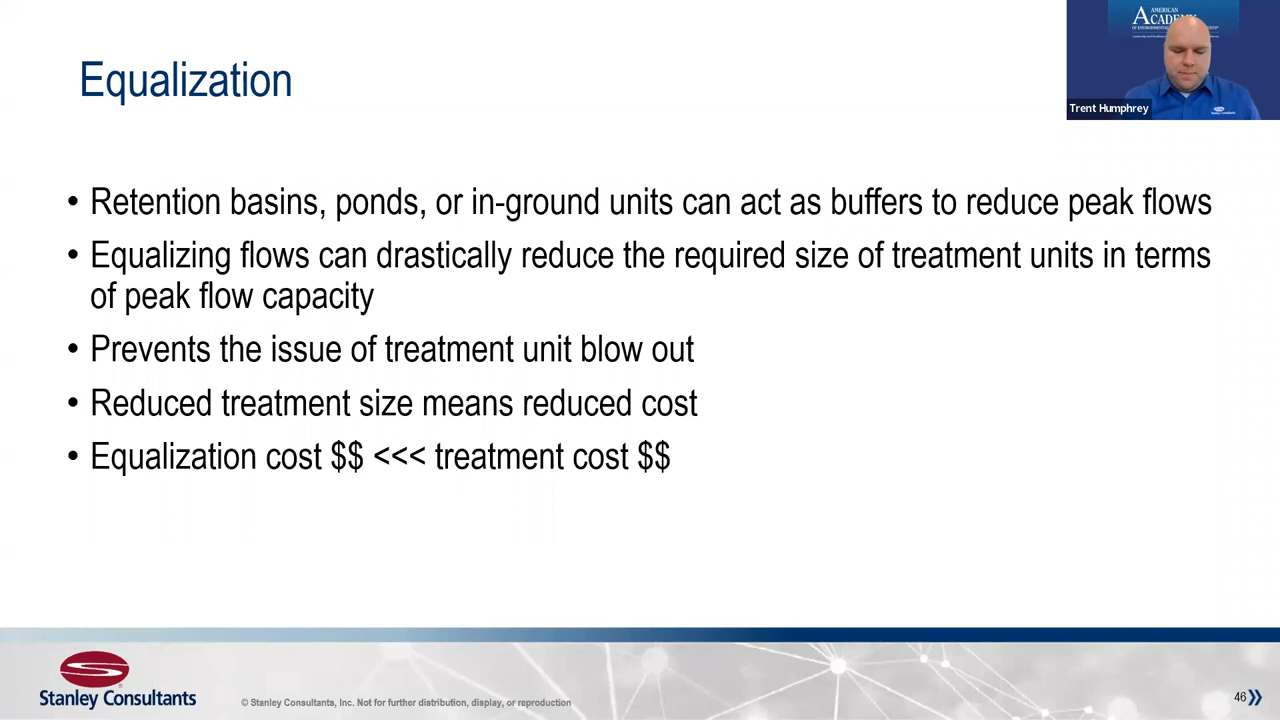 Equalization
AMERICAN
ACADEMY
Trent Humphrey
• Retention basins, ponds, or in-ground units can act as buffers to reduce peak flows
• Equalizing flows can drastically reduce the required size of treatment units in terms
of peak flow capacity
• Prevents the issue of treatment unit blow out
• Reduced treatment size means reduced cost
• Equalization cost $$ <<< treatment cost $$
Stanley Consultants
© Stanley Consultants, Inc. Not for further distribution, display, or reproduction
46